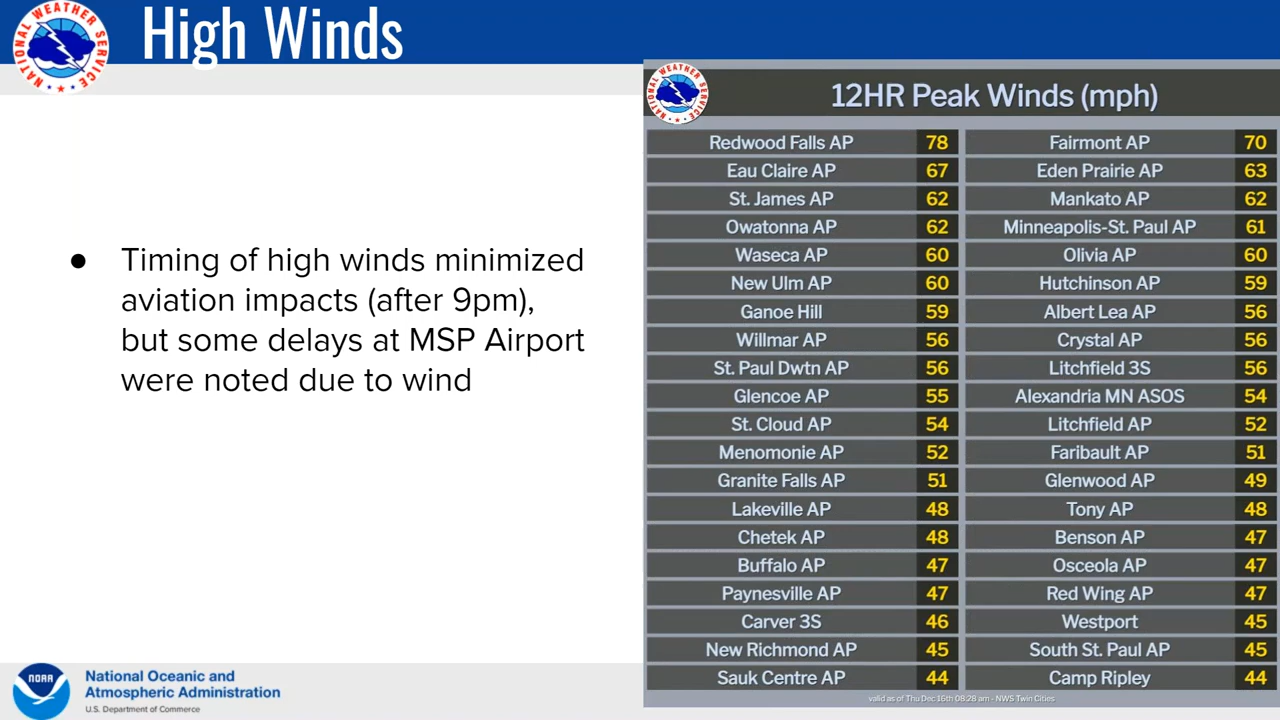 High Winds
NATIONAL WEATHER SERVICE
● Timing of high winds minimized
aviation impacts (after 9pm),
but some delays at MSP Airport
were noted due to wind
NATIONAL WEATHER SERVICE
12HR Peak Winds (mph)
Redwood Falls AP 78 Fairmont AP 70
Eau Claire AP 67 Eden Prairie AP 63
St. James AP 62 Mankato AP 62
Owatonna AP 62 Minneapolis-St. Paul AP 61
Waseca AP 60 Olivia AP 60
New Ulm AP 60 Hutchinson AP 59
Ganoe Hill 59 Albert Lea AP 56
Willmar AP 56 Crystal AP 56
St. Paul Dwtn AP 56 Litchfield 3S 56
Glencoe AP 55 Alexandria MN ASOS 54
St. Cloud AP 54 Litchfield AP 52
Menomonie AP 52 Faribault AP 51
Granite Falls AP 51 Glenwood AP 49
Lakeville AP 48 Tony AP 48
Chetek AP 48 Benson AP 47
Buffalo AP 47 Osceola AP 47
Paynesville AP 47 Red Wing AP 47
Carver 3S 46 Westport 45
New Richmond AP 45 South St. Paul AP 45
Sauk Centre AP 44 Camp Ripley 44
valid as of Thu Dec 16th 08:28 am - NWS Twin Cities
NOAA
National Oceanic and
Atmospheric Administration
U.S. Department of Commerce